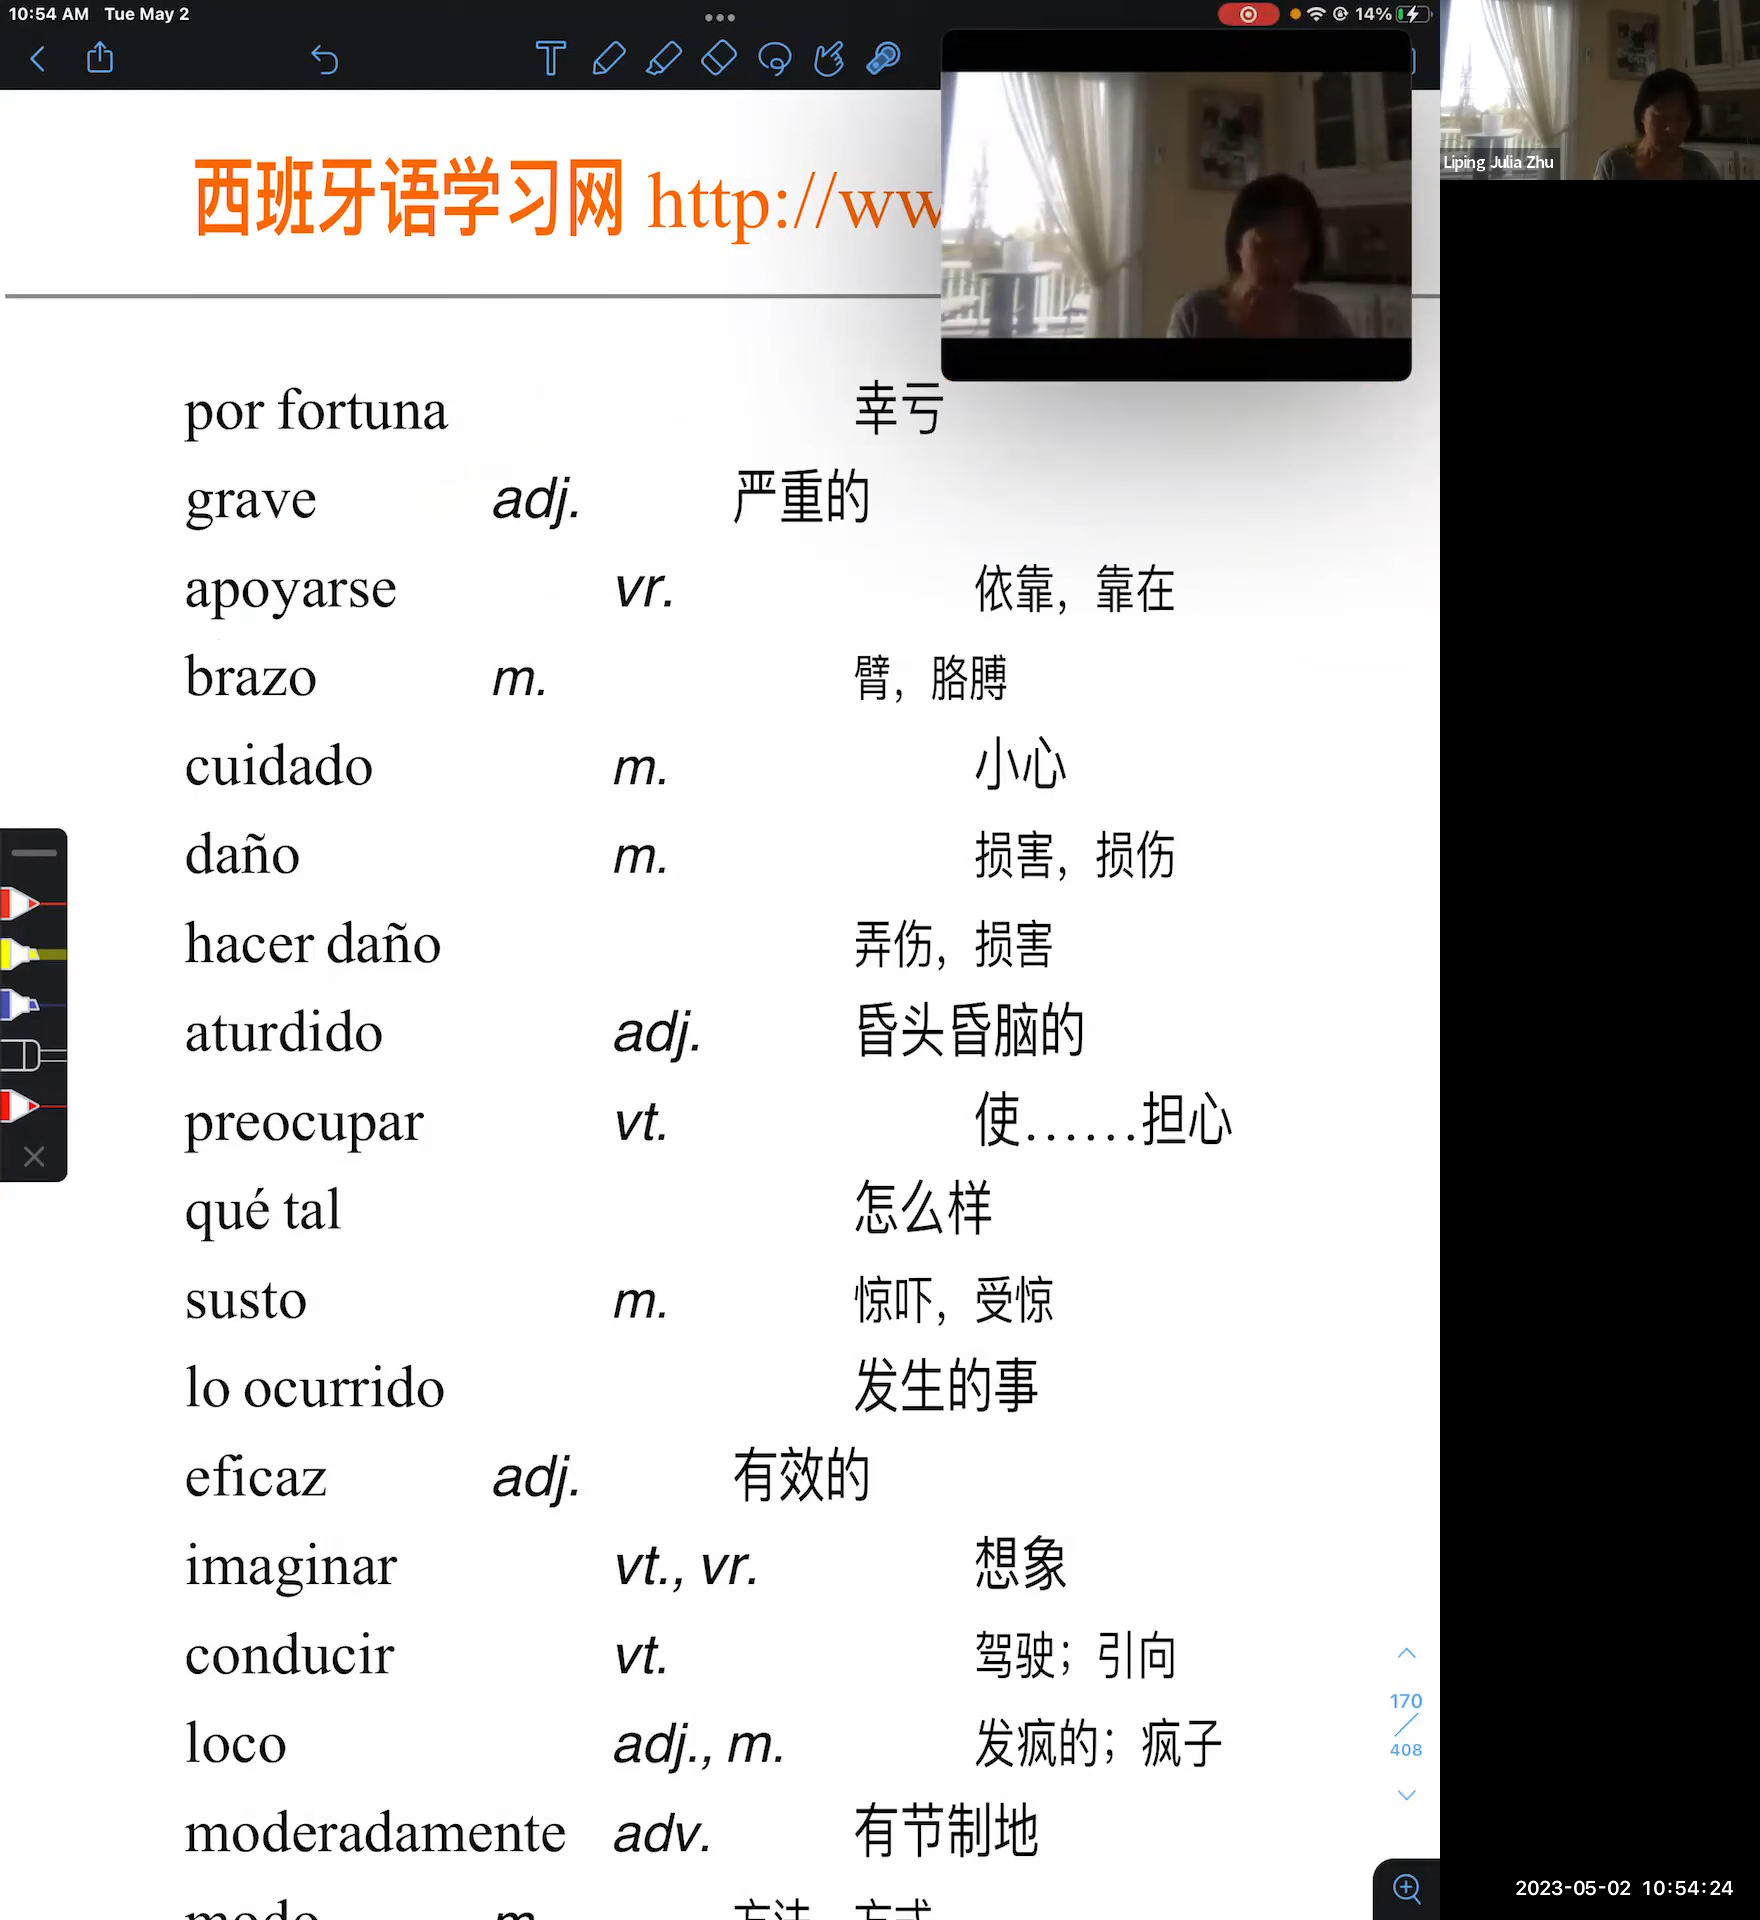 10:54 AM Tue May 2
14%
西班牙语学习网 http://ww
Liping Julia Zhu
por fortuna 幸亏
grave adj. 严重的
apoyarse vr. 依靠，靠在
brazo m. 臂，胳膊
cuidado m. 小心
daño m. 损害，损伤
hacer daño 弄伤，损害
aturdido adj. 昏头昏脑的
preocupar vt. 使……担心
qué tal 怎么样
susto m. 惊吓，受惊
lo ocurrido 发生的事
eficaz adj. 有效的
imaginar vt., vr. 想象
conducir vt. 驾驶；引向
loco adj., m. 发疯的；疯子
moderadamente adv. 有节制地
modo m. 方法，方式
170
408
2023-05-02 10:54:24